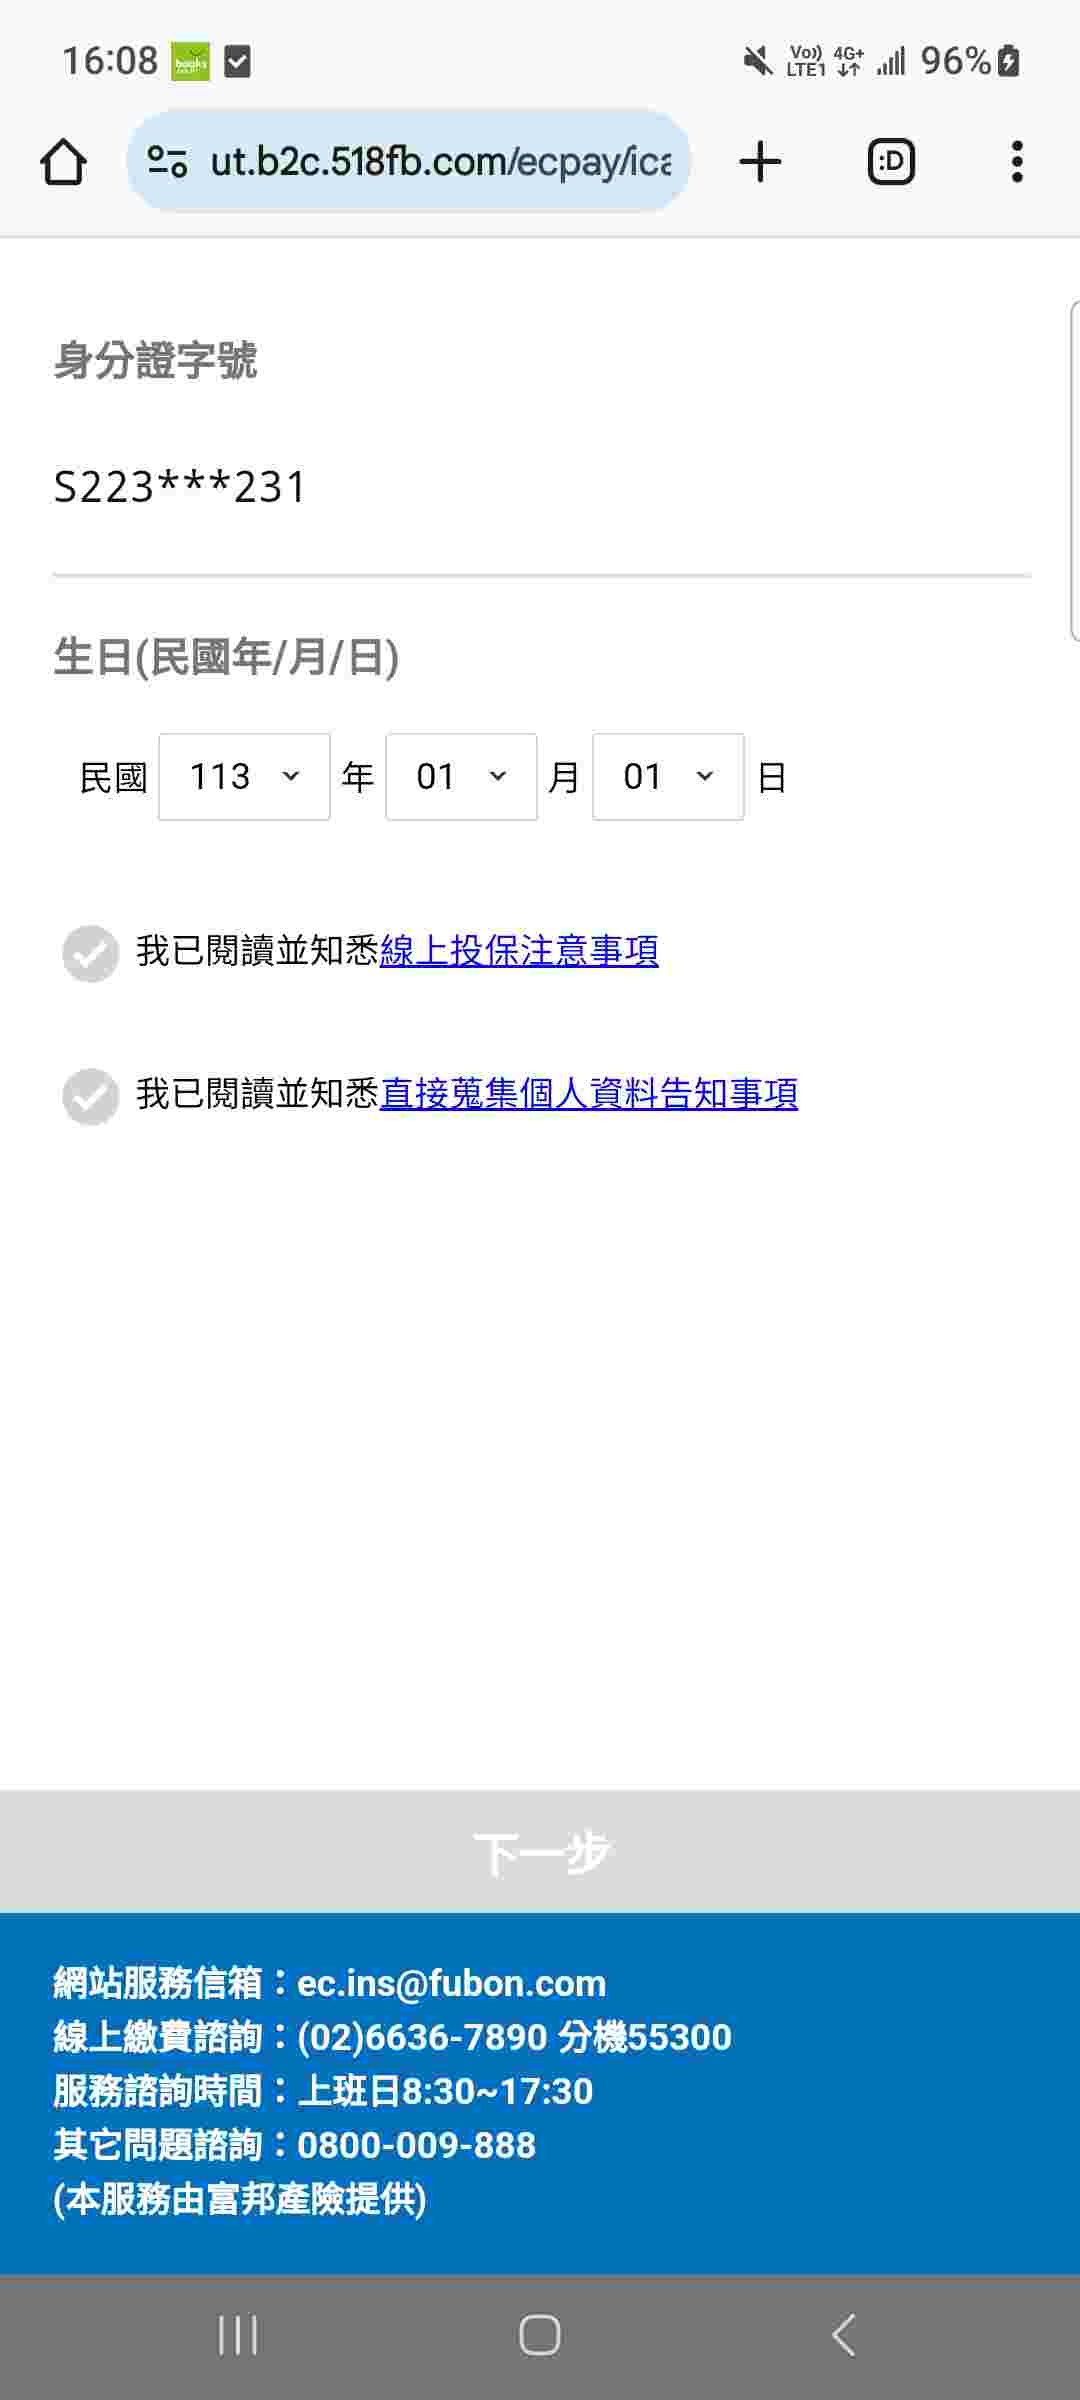 16:08 books Vo)) LTE1 4G+ 96%
ut.b2c.518fb.com/ecpay/ica :D
身分證字號
S223***231
生日(民國年/月/日)
民國 113 年 01 月 01 日
我已閱讀並知悉線上投保注意事項
我已閱讀並知悉直接蒐集個人資料告知事項
下一步
網站服務信箱：ec.ins@fubon.com
線上繳費諮詢：(02)6636-7890 分機55300
服務諮詢時間：上班日8:30~17:30
其它問題諮詢：0800-009-888
(本服務由富邦產險提供)